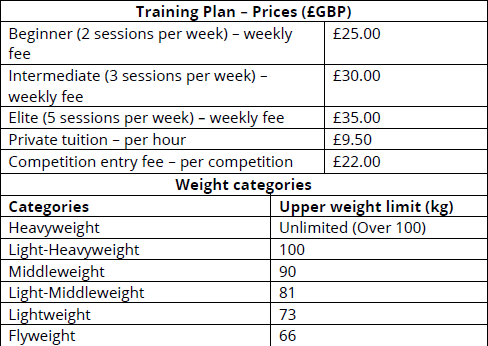 Training Plan – Prices (£GBP)
Beginner (2 sessions per week) – weekly
fee
£25.00
Intermediate (3 sessions per week) –
weekly fee
£30.00
Elite (5 sessions per week) – weekly fee
£35.00
Private tuition – per hour
£9.50
Competition entry fee – per competition
£22.00
Weight categories
Categories
Upper weight limit (kg)
Heavyweight
Unlimited (Over 100)
Light-Heavyweight
100
Middleweight
90
Light-Middleweight
81
Lightweight
73
Flyweight
66